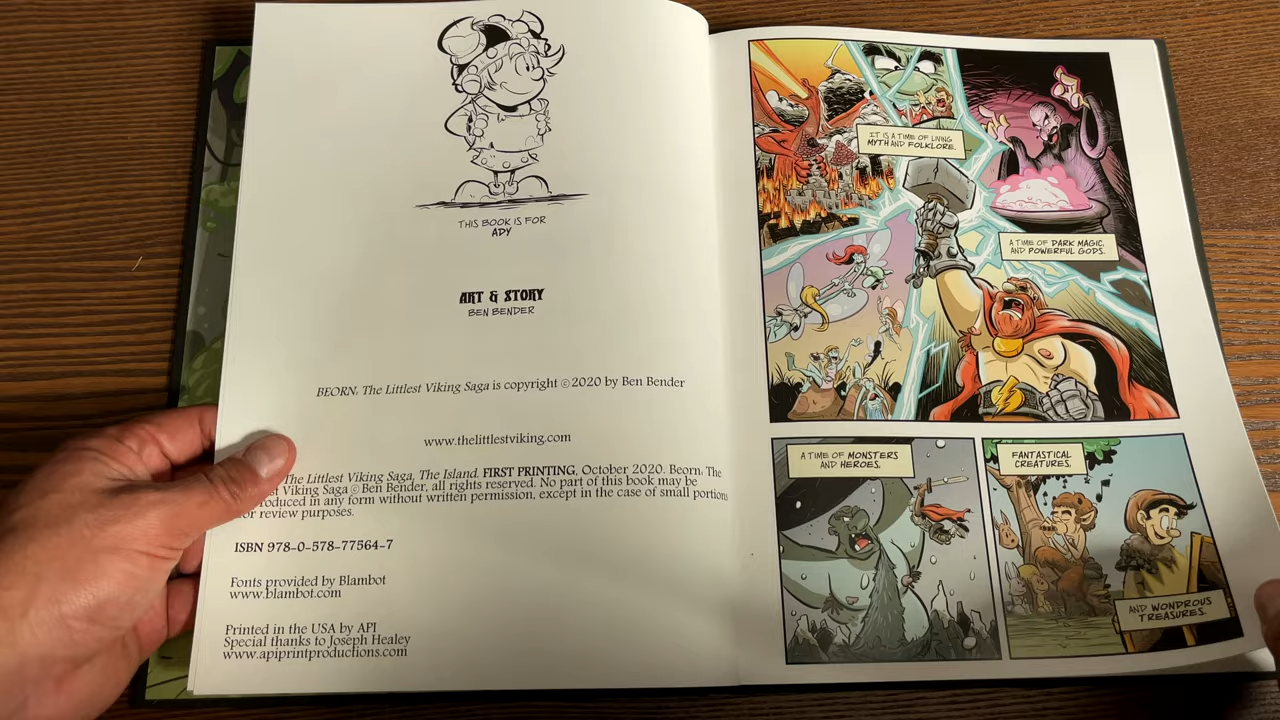 THIS BOOK IS FOR
ADY
ART & STORY
BEN BENDER
BEORN, The Littlest Viking Saga is copyright ©2020 by Ben Bender
www.thelittlestviking.com
The Littlest Viking Saga, The Island, FIRST PRINTING, October 2020. Beorn, The
st Viking Saga © Ben Bender, all rights reserved. No part of this book may be
oduced in any form without written permission, except in the case of small portions
or review purposes.
ISBN 978-0-578-77564-7
Fonts provided by Blambot
www.blambot.com
Printed in the USA by API
Special thanks to Joseph Healey
www.apiprintproductions.com
IT IS A TIME OF LIVING
MYTH AND FOLKLORE.
A TIME OF DARK MAGIC,
AND POWERFUL GODS.
A TIME OF MONSTERS
AND HEROES,
FANTASTICAL
CREATURES,
AND WONDROUS
TREASURES.